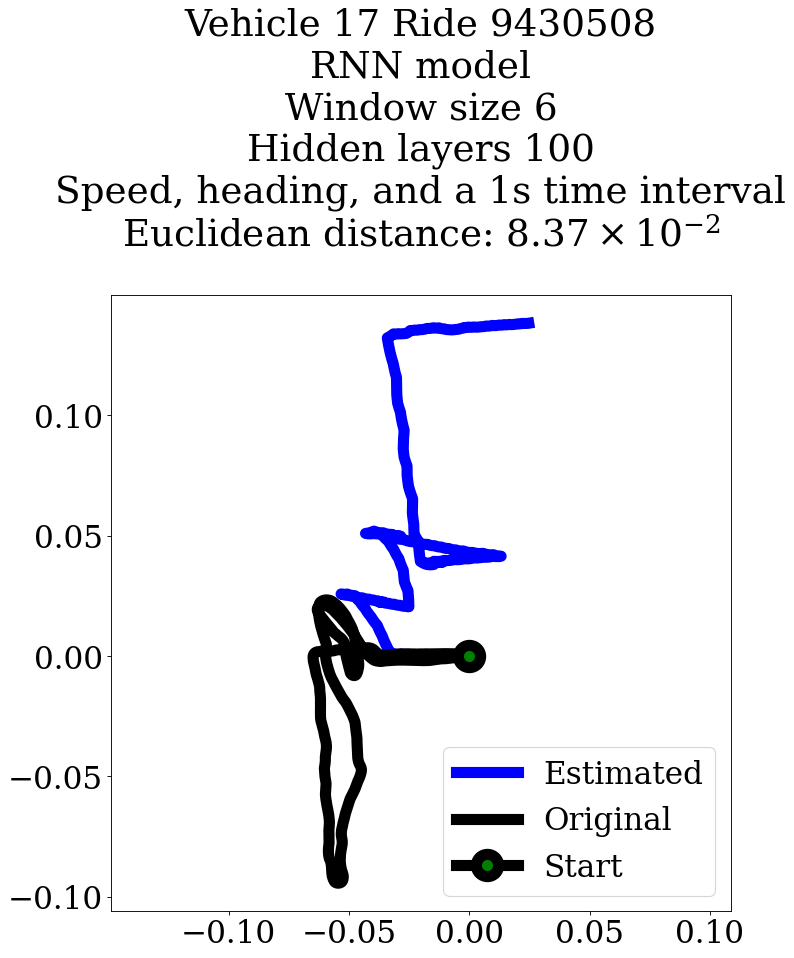 Vehicle 17 Ride 9430508
RNN model
Window size 6
Hidden layers 100
Speed, heading, and a 1s time interval
Euclidean distance: 8.37 × 10⁻²
0.10
0.05
0.00
−0.05
−0.10
Estimated
Original
Start
−0.10 −0.05 0.00 0.05 0.10